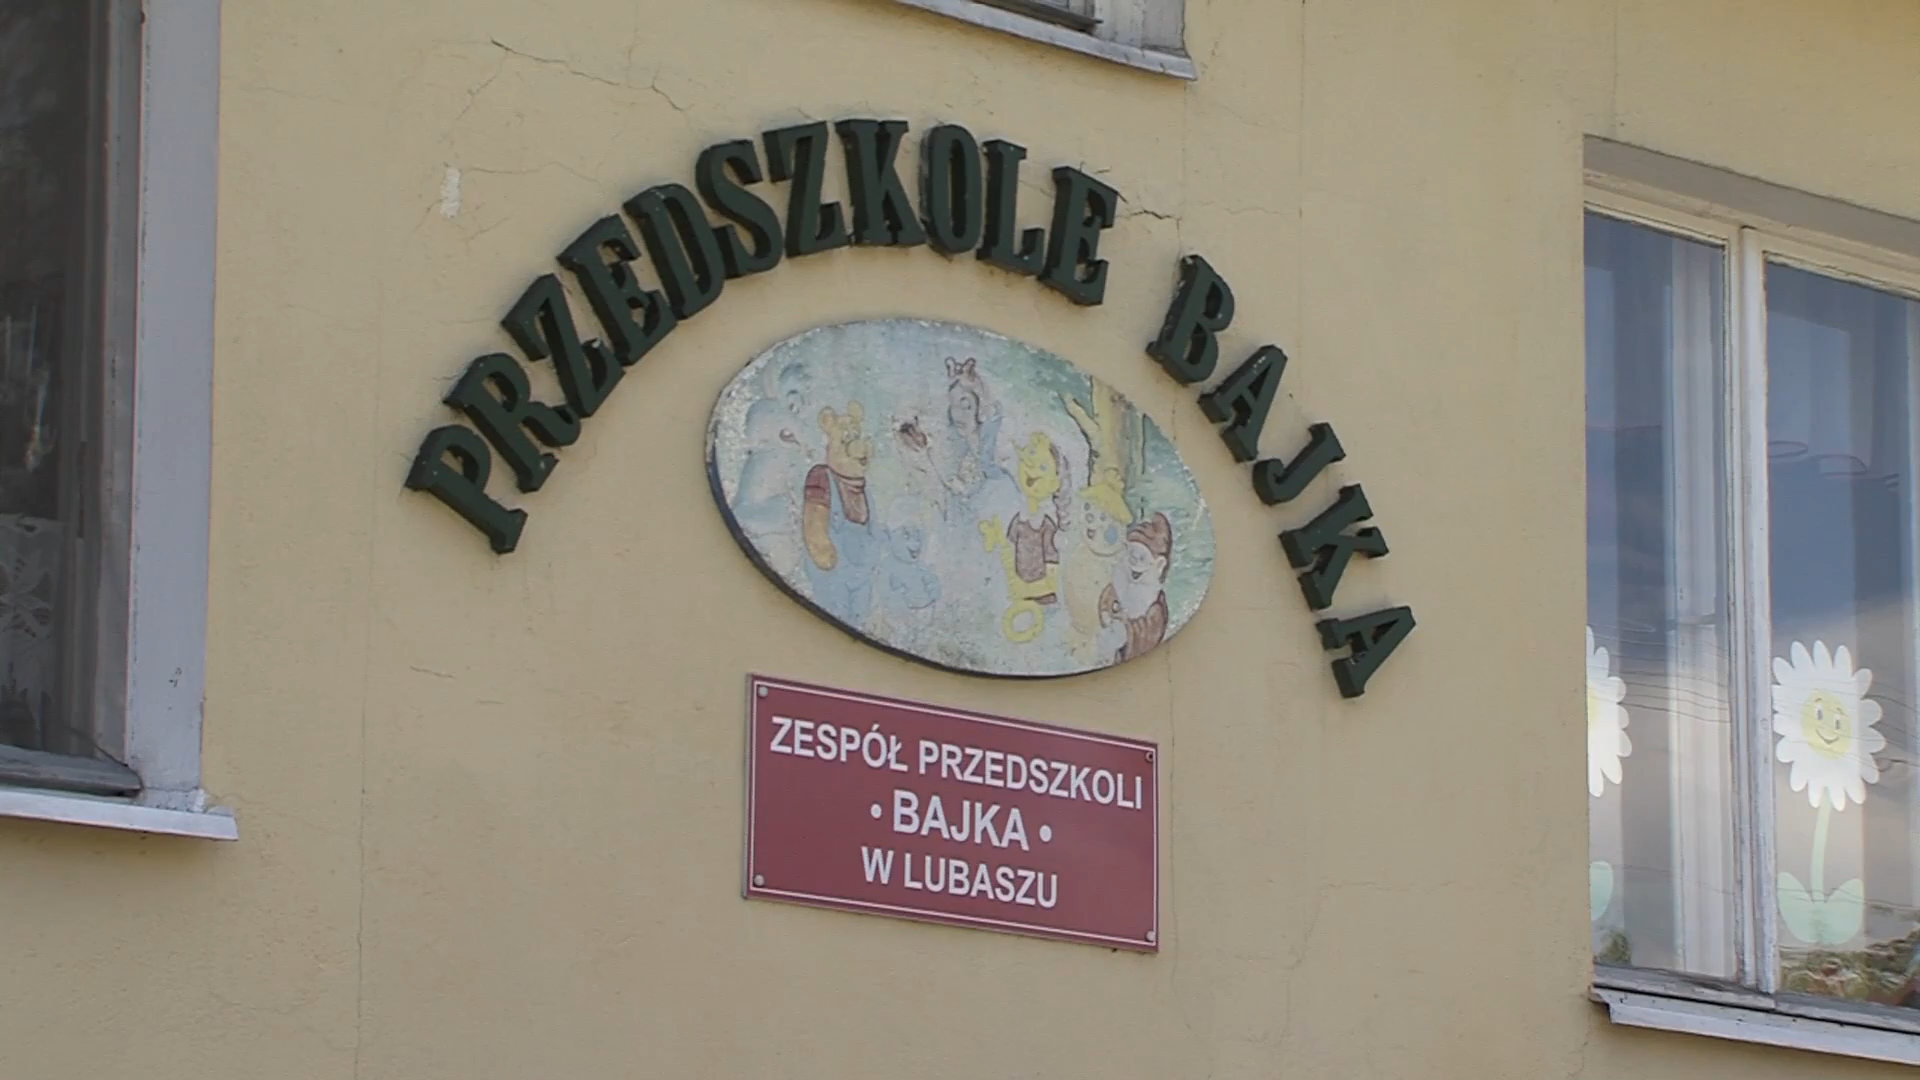 PRZEDSZKOLE BAJKA
ZESPÓŁ PRZEDSZKOLI
• BAJKA •
W LUBASZU